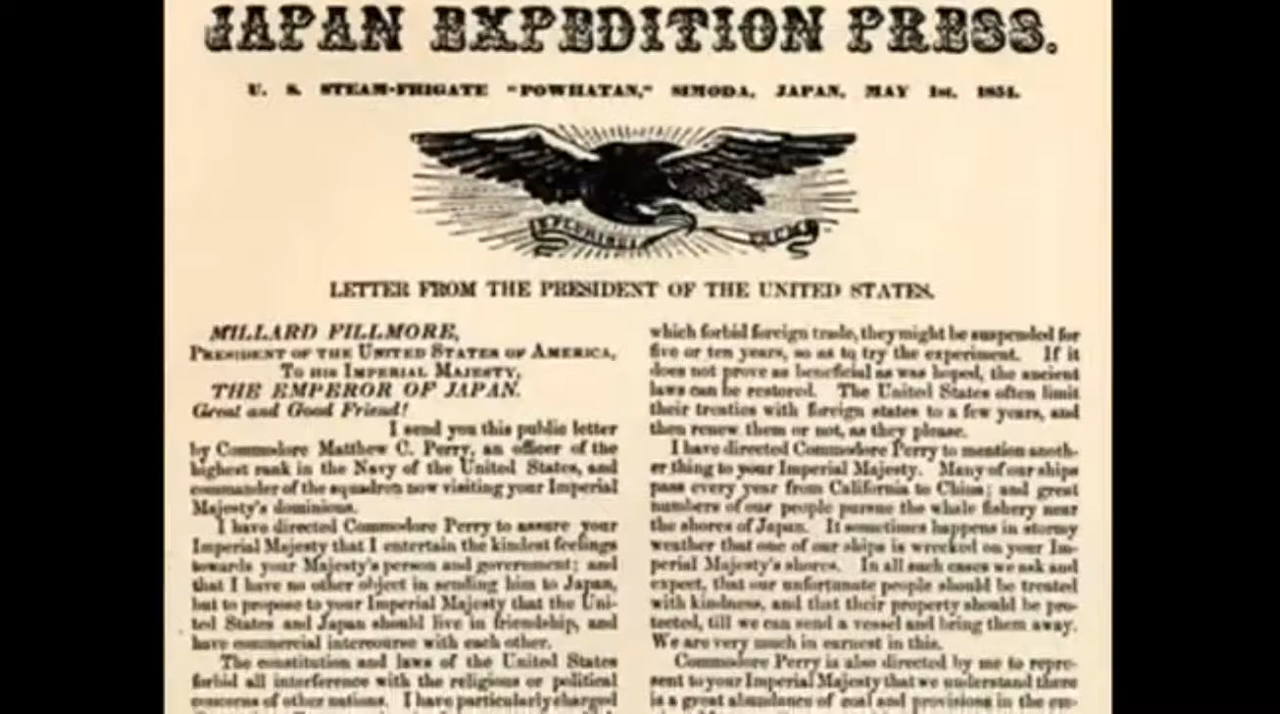 JAPAN EXPEDITION PRESS.
U. S. STEAM-FRIGATE "POWHATAN," SIMODA, JAPAN, MAY 1st, 1854.
E PLURIBUS UNUM
LETTER FROM THE PRESIDENT OF THE UNITED STATES.
MILLARD FILLMORE,
PRESIDENT OF THE UNITED STATES OF AMERICA,
TO HIS IMPERIAL MAJESTY,
THE EMPEROR OF JAPAN.
Great and Good Friend!
I send you this public letter
by Commodore Matthew C. Perry, an officer of the
highest rank in the Navy of the United States, and
commander of the squadron now visiting your Imperial
Majesty's dominions.
I have directed Commodore Perry to assure your
Imperial Majesty that I entertain the kindest feelings
towards your Majesty's person and government; and
that I have no other object in sending him to Japan,
but to propose to your Imperial Majesty that the Uni-
ted States and Japan should live in friendship, and
have commercial intercourse with each other.
The constitution and laws of the United States
forbid all interference with the religious or political
concerns of other nations. I have particularly charged
which forbid foreign trade, they might be suspended for
five or ten years, so as to try the experiment. If it
does not prove as beneficial as was hoped, the ancient
laws can be restored. The United States often limit
their treaties with foreign states to a few years, and
then renew them or not, as they please.
I have directed Commodore Perry to mention anoth-
er thing to your Imperial Majesty. Many of our ships
pass every year from California to China; and great
numbers of our people pursue the whale fishery near
the shores of Japan. It sometimes happens in stormy
weather that one of our ships is wrecked on your Im-
perial Majesty's shores. In all such cases we ask and
expect, that our unfortunate people should be treated
with kindness, and that their property should be pro-
tected, till we can send a vessel and bring them away.
We are very much in earnest in this.
Commodore Perry is also directed by me to repre-
sent to your Imperial Majesty that we understand there
is a great abundance of coal and provisions in the em-